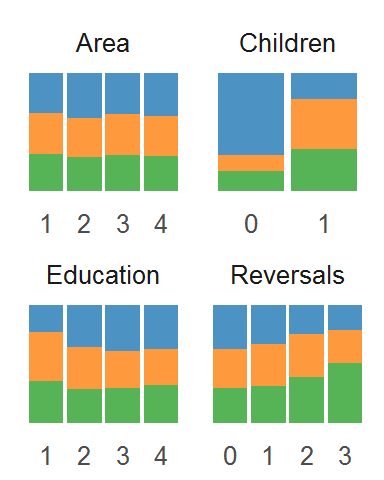 Area
1 2 3 4
Children
0 1
Education
1 2 3 4
Reversals
0 1 2 3